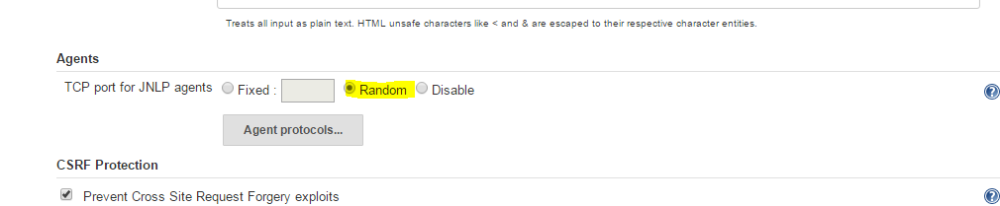 Treats all input as plain text. HTML unsafe characters like < and & are escaped to their respective character entities.
Agents
TCP port for JNLP agents Fixed : Random Disable
Agent protocols...
CSRF Protection
Prevent Cross Site Request Forgery exploits